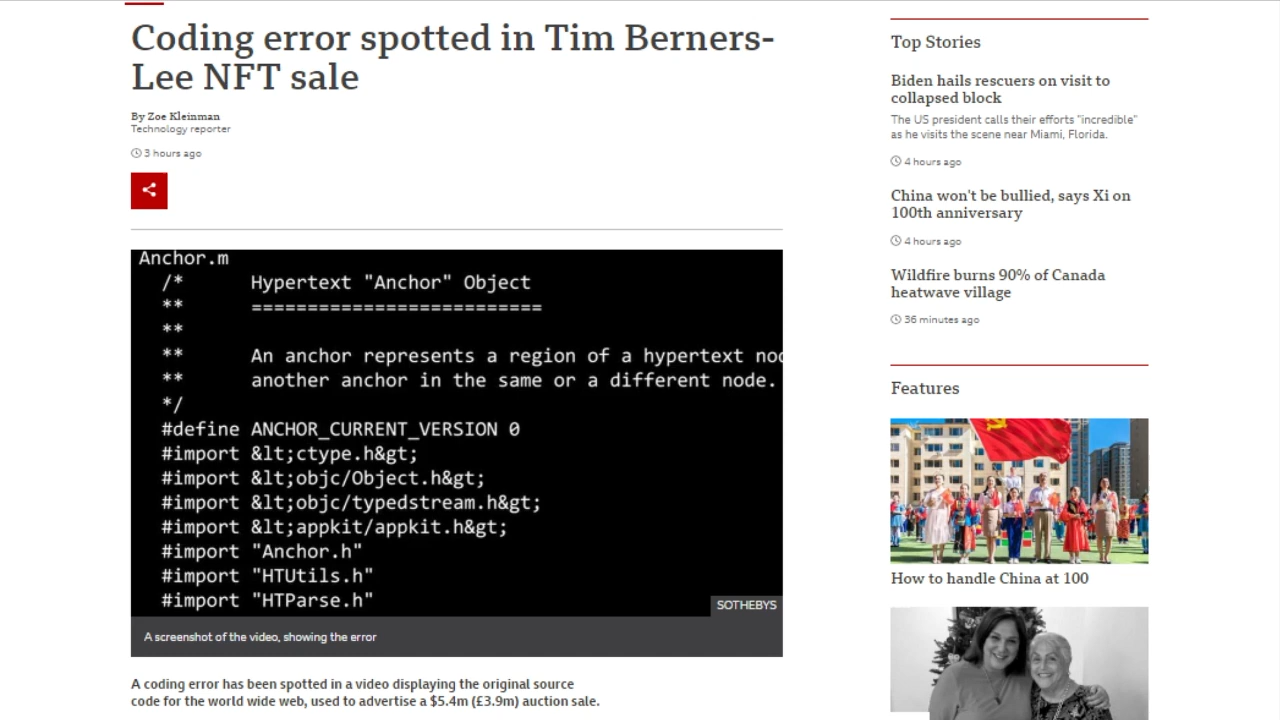 Coding error spotted in Tim Berners-
Lee NFT sale
By Zoe Kleinman
Technology reporter
3 hours ago
Anchor.m
/* Hypertext "Anchor" Object
** ==========================
**
** An anchor represents a region of a hypertext noc
** another anchor in the same or a different node.
*/
#define ANCHOR_CURRENT_VERSION 0
#import &lt;ctype.h&gt;
#import &lt;objc/Object.h&gt;
#import &lt;objc/typedstream.h&gt;
#import &lt;appkit/appkit.h&gt;
#import "Anchor.h"
#import "HTUtils.h"
#import "HTParse.h"
SOTHEBYS
A screenshot of the video, showing the error
A coding error has been spotted in a video displaying the original source
code for the world wide web, used to advertise a $5.4m (£3.9m) auction sale.
Top Stories
Biden hails rescuers on visit to
collapsed block
The US president calls their efforts "incredible"
as he visits the scene near Miami, Florida.
4 hours ago
China won't be bullied, says Xi on
100th anniversary
4 hours ago
Wildfire burns 90% of Canada
heatwave village
36 minutes ago
Features
How to handle China at 100